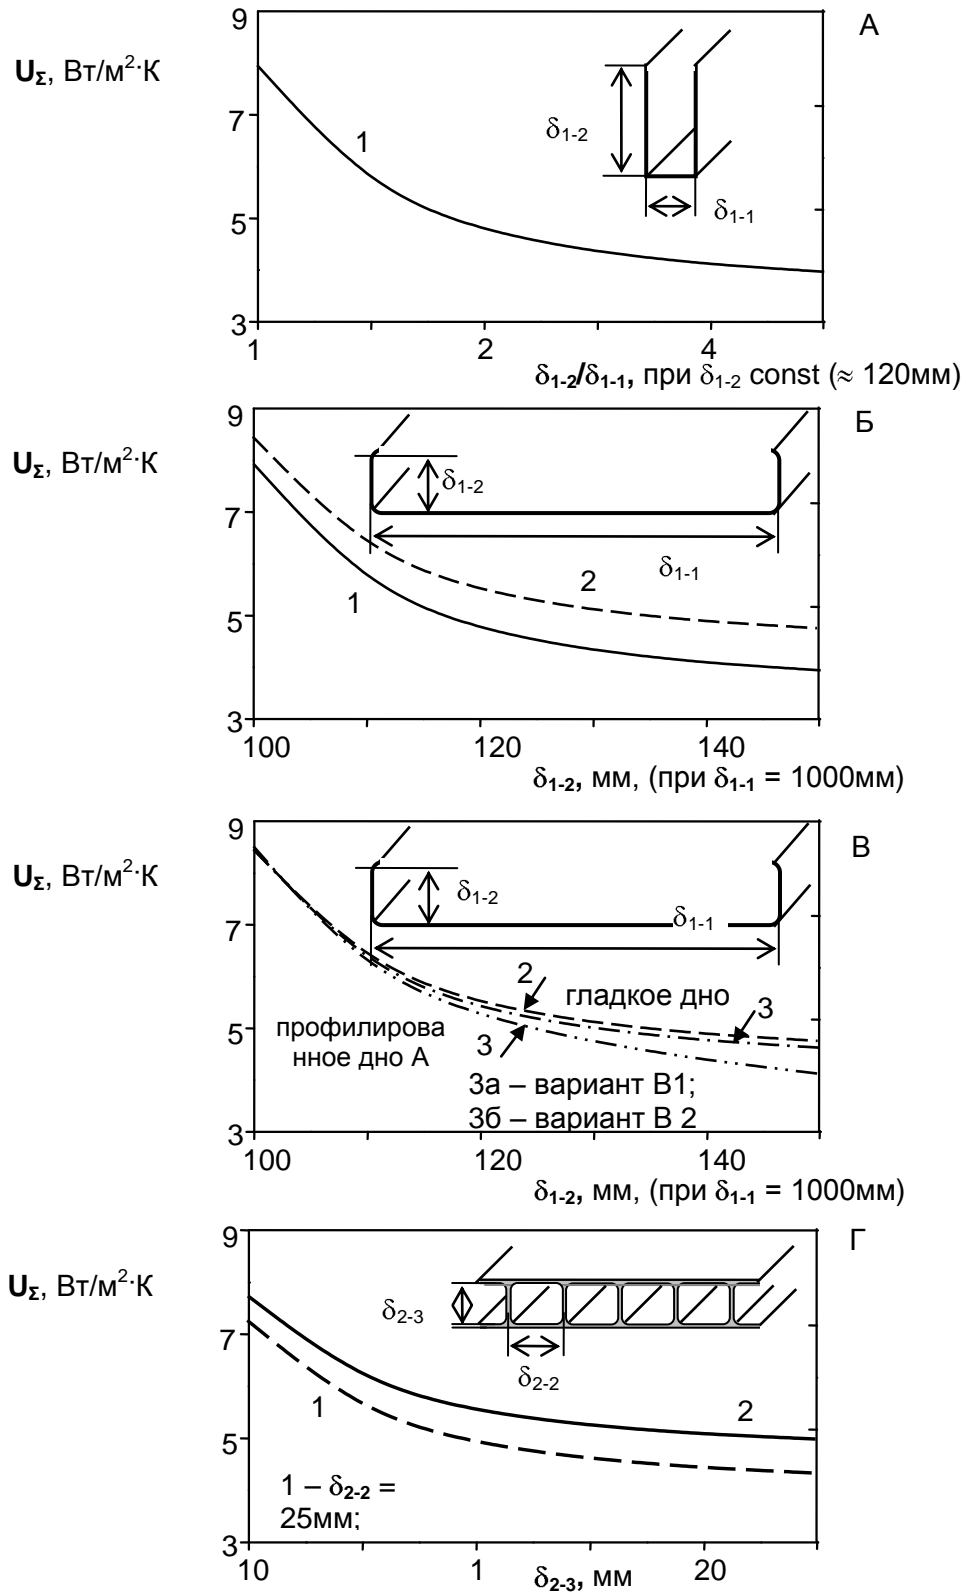 А
9
U_Σ, Вт/м²·К
7
5
3
1
δ₁₋₂
δ₁₋₁
1
2
4
δ₁₋₂/δ₁₋₁, при δ₁₋₂ const (≈ 120мм)
Б
9
U_Σ, Вт/м²·К
7
5
3
δ₁₋₂
δ₁₋₁
2
1
100
120
140
δ₁₋₂, мм, (при δ₁₋₁ = 1000мм)
В
9
U_Σ, Вт/м²·К
7
5
3
δ₁₋₂
δ₁₋₁
2
гладкое дно
3
профилирова
нное дно А
3
3а – вариант В1;
3б – вариант В 2
100
120
140
δ₁₋₂, мм, (при δ₁₋₁ = 1000мм)
Г
9
U_Σ, Вт/м²·К
7
5
3
δ₂₋₃
δ₂₋₂
1
2
1 – δ₂₋₂ =
25мм;
10
1
20
δ₂₋₃, мм